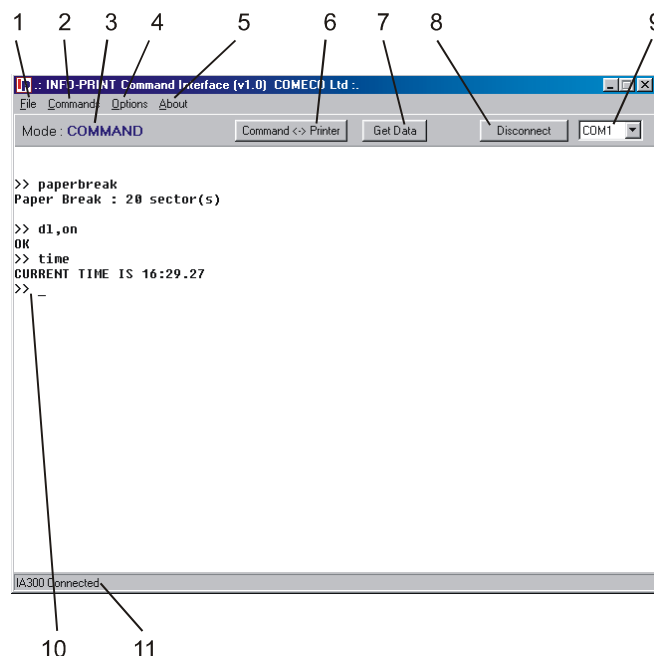 1 2 3 4 5 6 7 8 9
.: INFO-PRINT Command Interface (v1.0) COMECO Ltd :.
File Commands Options About
Mode : COMMAND Command <-> Printer Get Data Disconnect COM1
>> paperbreak
Paper Break : 20 sector(s)
>> dl,on
OK
>> time
CURRENT TIME IS 16:29.27
>> _
IA300 Connected
10 11